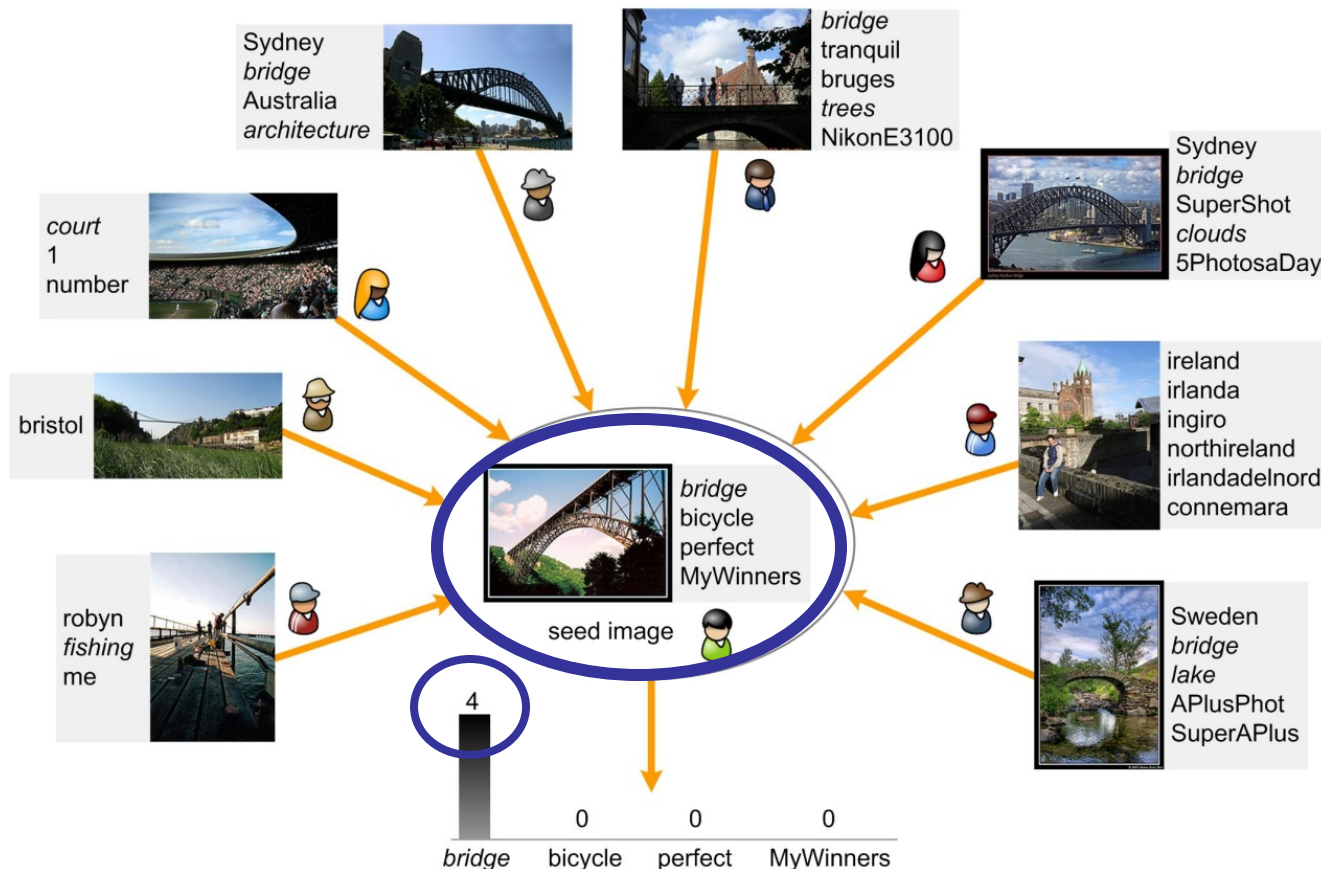 Sydney
bridge
Australia
architecture
bridge
tranquil
bruges
trees
NikonE3100
Sydney
bridge
SuperShot
clouds
5PhotosaDay
court
1
number
ireland
irlanda
ingiro
northireland
irlandadelnord
connemara
bristol
bridge
bicycle
perfect
MyWinners
seed image
robyn
fishing
me
Sweden
bridge
lake
APlusPhot
SuperAPlus
4
0
0
0
bridge
bicycle
perfect
MyWinners